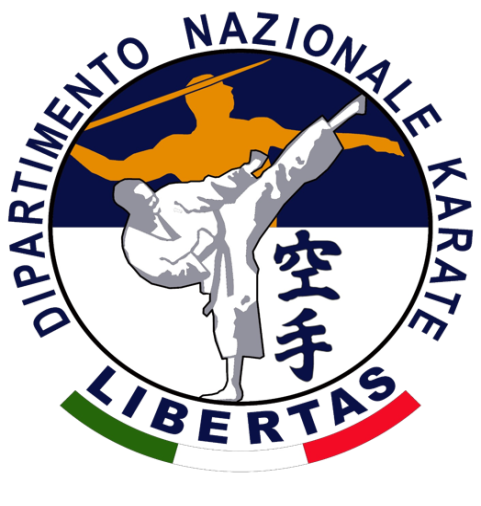 DIPARTIMENTO NAZIONALE KARATE
空手
LIBERTAS